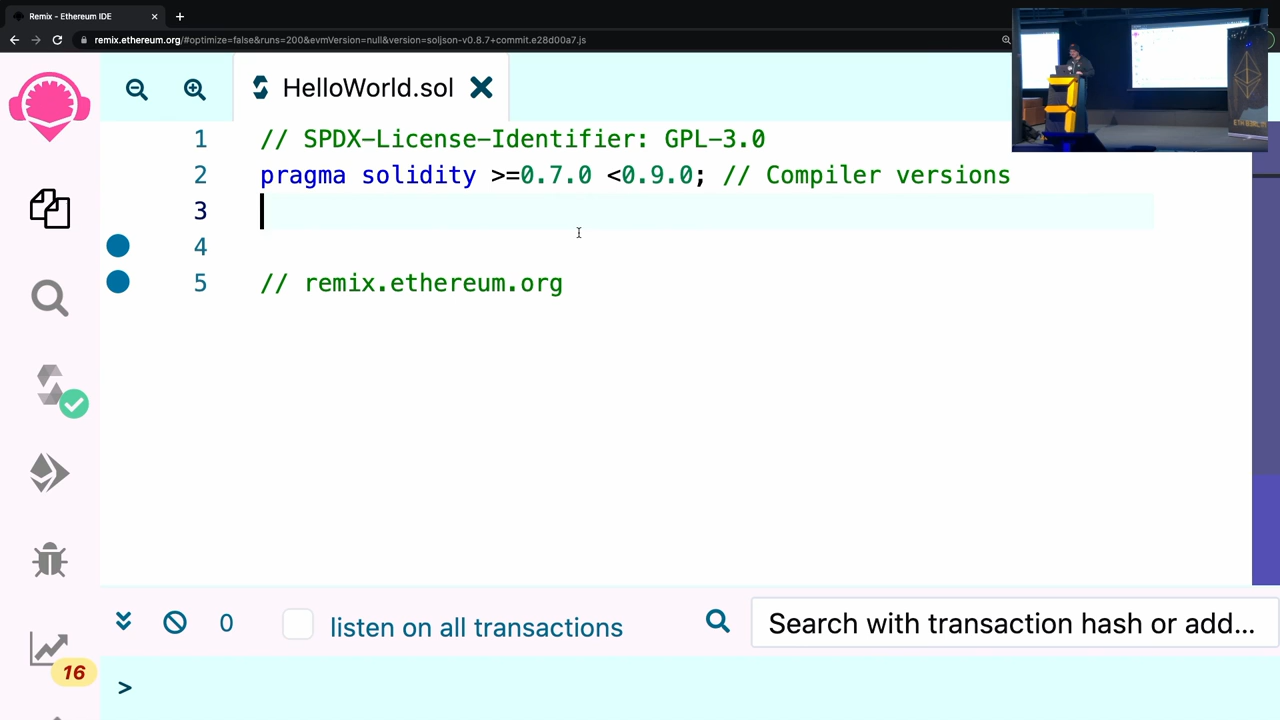 Remix - Ethereum IDE
remix.ethereum.org/#optimize=false&runs=200&evmVersion=null&version=soljson-v0.8.7+commit.e28d00a7.js
HelloWorld.sol
1 // SPDX-License-Identifier: GPL-3.0
2 pragma solidity >=0.7.0 <0.9.0; // Compiler versions
3
4
5 // remix.ethereum.org
0 listen on all transactions Search with transaction hash or add...
16
>